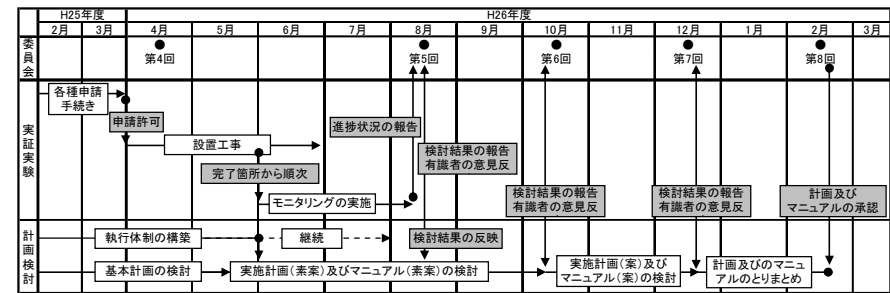 H25年度 H26年度
2月 3月 4月 5月 6月 7月 8月 9月 10月 11月 12月 1月 2月 3月
委員会
第4回 第5回 第6回 第7回 第8回
実証実験
各種申請
手続き
申請許可
設置工事
完了箇所から順次
モニタリングの実施
進捗状況の報告
検討結果の報告
有識者の意見反
検討結果の報告
有識者の意見反
検討結果の報告
有識者の意見反
計画及び
マニュアルの承認
計画検討
執行体制の構築
継続
検討結果の反映
基本計画の検討
実施計画(素案)及びマニュアル(素案)の検討
実施計画(案)及び
マニュアル(案)の検討
計画及びのマニュ
アルのとりまとめ